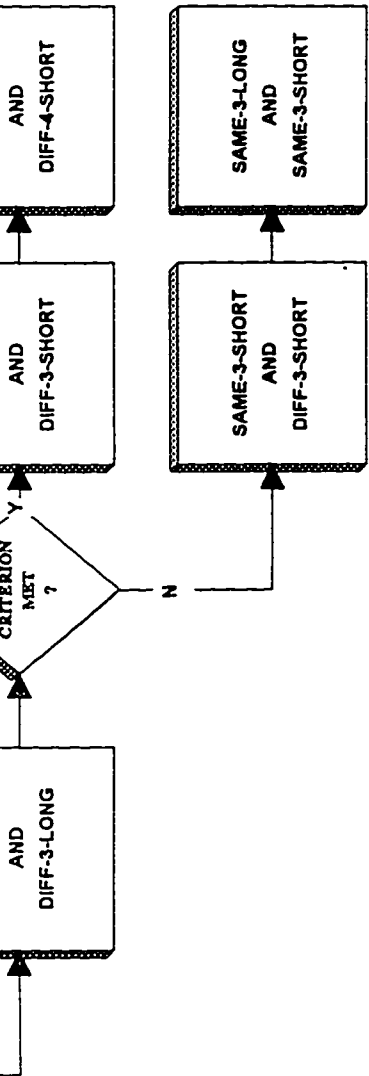 AND
DIFF-3-LONG
CRITERION
MET
?
Y
AND
DIFF-3-SHORT
AND
DIFF-4-SHORT
N
SAME-3-SHORT
AND
DIFF-3-SHORT
SAME-3-LONG
AND
SAME-3-SHORT